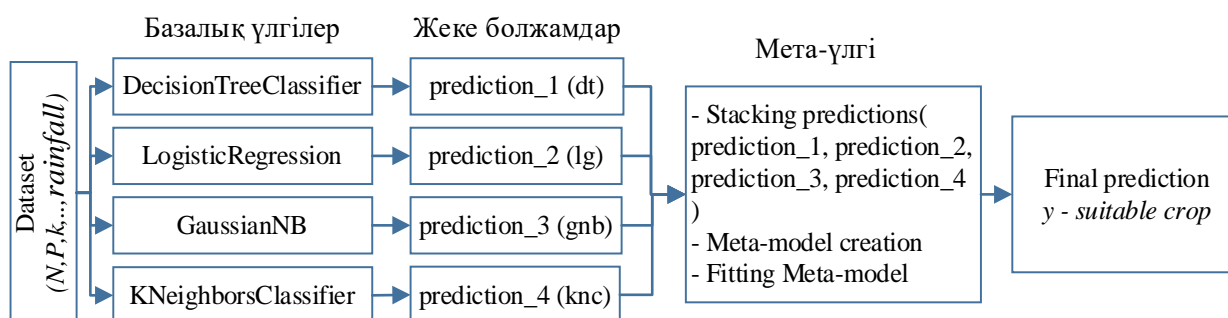 Базалық үлгілер
Жеке болжамдар
Мета-үлгі
Dataset
(N,P,k,..,rainfall)
DecisionTreeClassifier
prediction_1 (dt)
LogisticRegression
prediction_2 (lg)
GaussianNB
prediction_3 (gnb)
KNeighborsClassifier
prediction_4 (knc)
- Stacking predictions(
prediction_1, prediction_2,
prediction_3, prediction_4
)
- Meta-model creation
- Fitting Meta-model
Final prediction
y - suitable crop